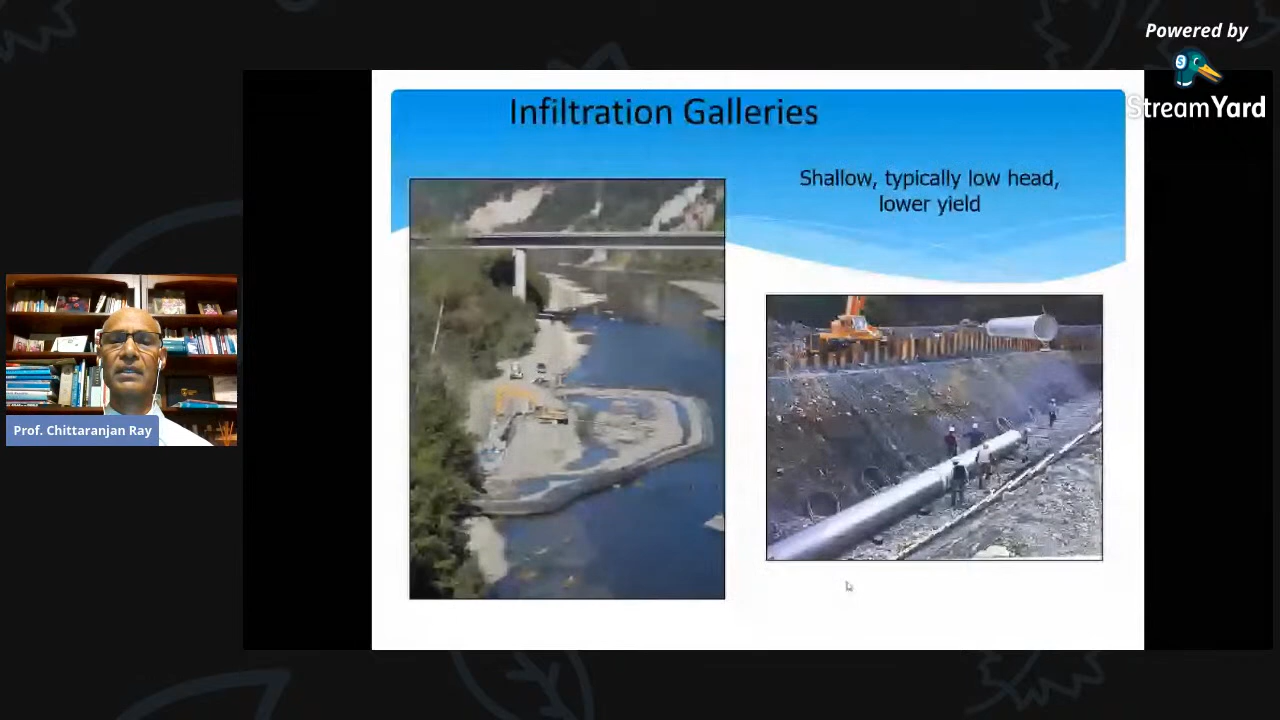 Powered by
StreamYard
Infiltration Galleries
Shallow, typically low head,
lower yield
Prof. Chittaranjan Ray